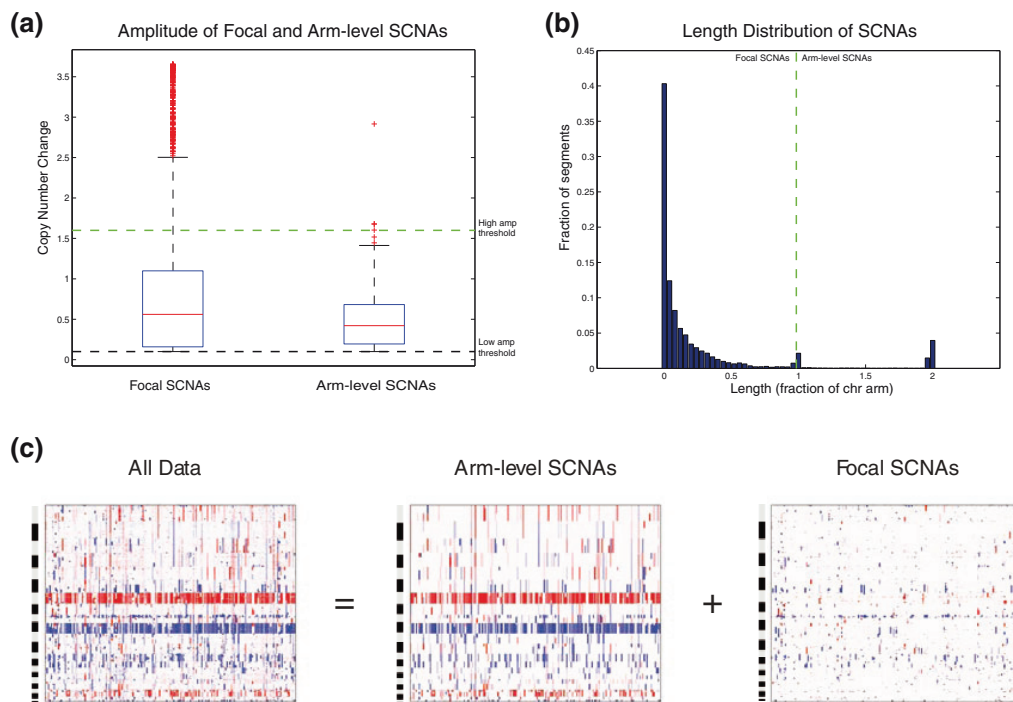 (a)
Amplitude of Focal and Arm-level SCNAs
Copy Number Change
3.5
3
2.5
2
1.5
1
0.5
0
High amp
threshold
Low amp
threshold
Focal SCNAs
Arm-level SCNAs
(b)
Length Distribution of SCNAs
Fraction of segments
0.45
0.4
0.35
0.3
0.25
0.2
0.15
0.1
0.05
0
Focal SCNAs
Arm-level SCNAs
0
0.5
1
1.5
2
Length (fraction of chr arm)
(c)
All Data
Arm-level SCNAs
Focal SCNAs
=
+